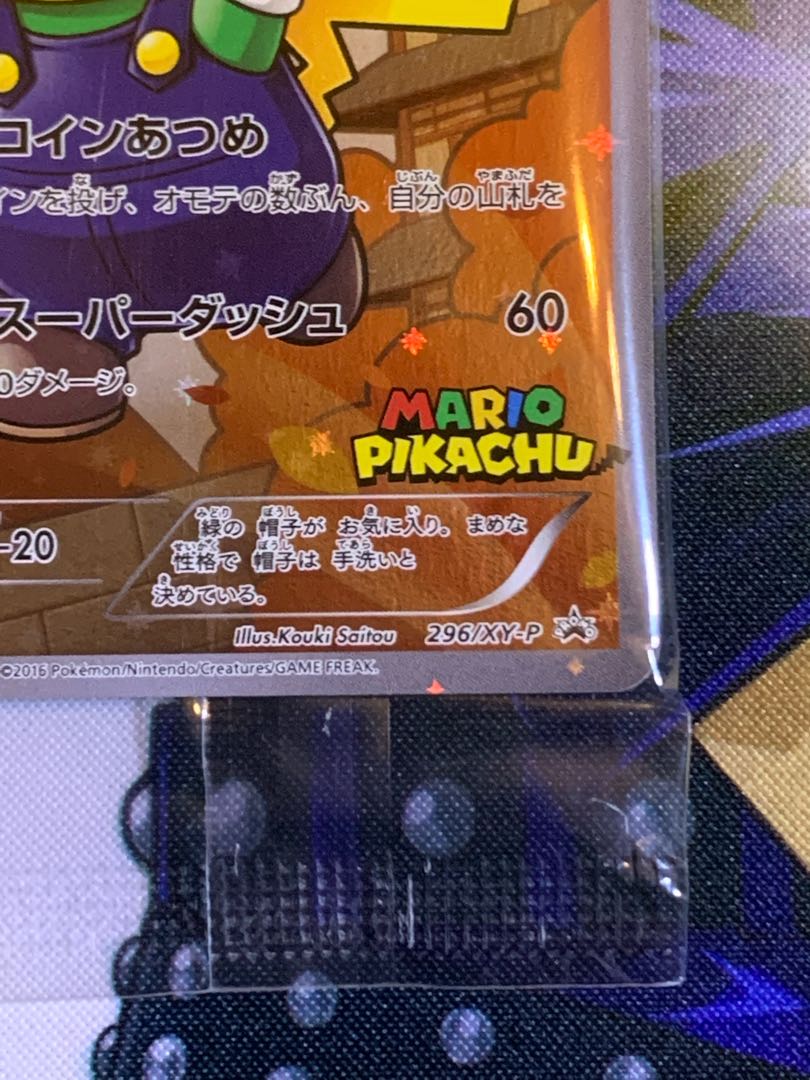 コインあつめ
インを投げ、オモテの数ぶん、自分の山札を
スーパーダッシュ 60
0ダメージ。
MARIO
PIKACHU
-20
緑の 帽子が お気に入り。まめな
性格で 帽子は 手洗いと
決めている。
Illus.Kouki Saitou 296/XY-P PROMO
©2016 Pokémon/Nintendo/Creatures/GAME FREAK.